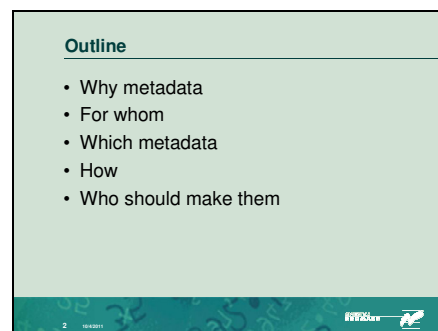 Outline
• Why metadata
• For whom
• Which metadata
• How
• Who should make them
2